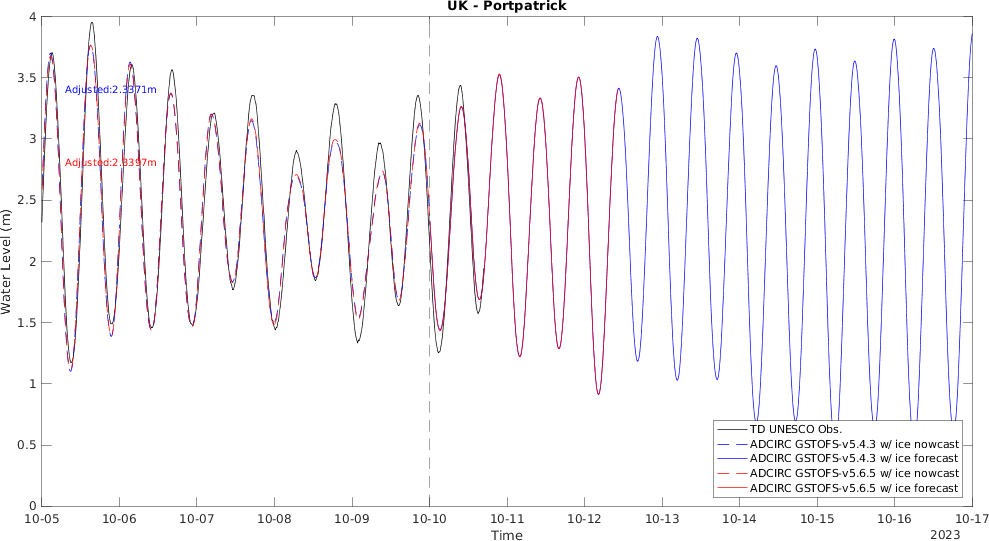 UK - Portpatrick
4
3.5
3
2.5
2
1.5
1
0.5
0
Water Level (m)
Adjusted:2.3371m
Adjusted:2.3397m
TD UNESCO Obs.
ADCIRC GSTOFS-v5.4.3 w/ ice nowcast
ADCIRC GSTOFS-v5.4.3 w/ ice forecast
ADCIRC GSTOFS-v5.6.5 w/ ice nowcast
ADCIRC GSTOFS-v5.6.5 w/ ice forecast
10-05 10-06 10-07 10-08 10-09 10-10 10-11 10-12 10-13 10-14 10-15 10-16 10-17
Time
2023